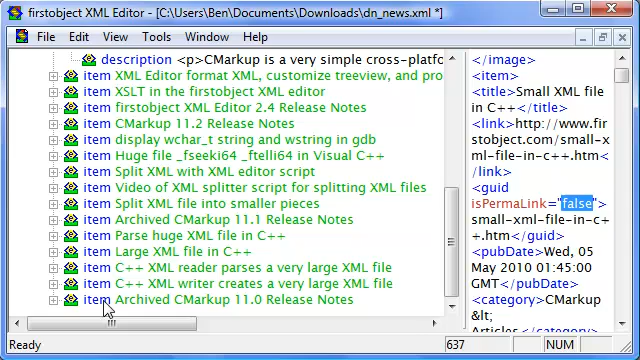 firstobject XML Editor - [C:\Users\Ben\Documents\Downloads\dn_news.xml *]
File Edit View Tools Window Help
description <p>CMarkup is a very simple cross-platfo
item XML Editor format XML, customize treeview, and pro
item XSLT in the firstobject XML editor
item firstobject XML Editor 2.4 Release Notes
item CMarkup 11.2 Release Notes
item display wchar_t string and wstring in gdb
item Huge file _fseeki64 _ftelli64 in Visual C++
item Split XML with XML editor script
item Video of XML splitter script for splitting XML files
item Split XML file into smaller pieces
item Archived CMarkup 11.1 Release Notes
item Parse huge XML file in C++
item Large XML file in C++
item C++ XML reader parses a very large XML file
item C++ XML writer creates a very large XML file
item Archived CMarkup 11.0 Release Notes
</image>
<item>
<title>Small XML file
in C++</title>
<link>http://www.fir
stobject.com/small-x
ml-file-in-c++.htm
</link>
<guid
isPermaLink="false">
small-xml-file-in-c+
+.htm</guid>
<pubDate>Wed, 05
May 2010 01:45:00
GMT</pubDate>
<category>CMarkup
&lt;
Articles</category>
Ready 637 NUM